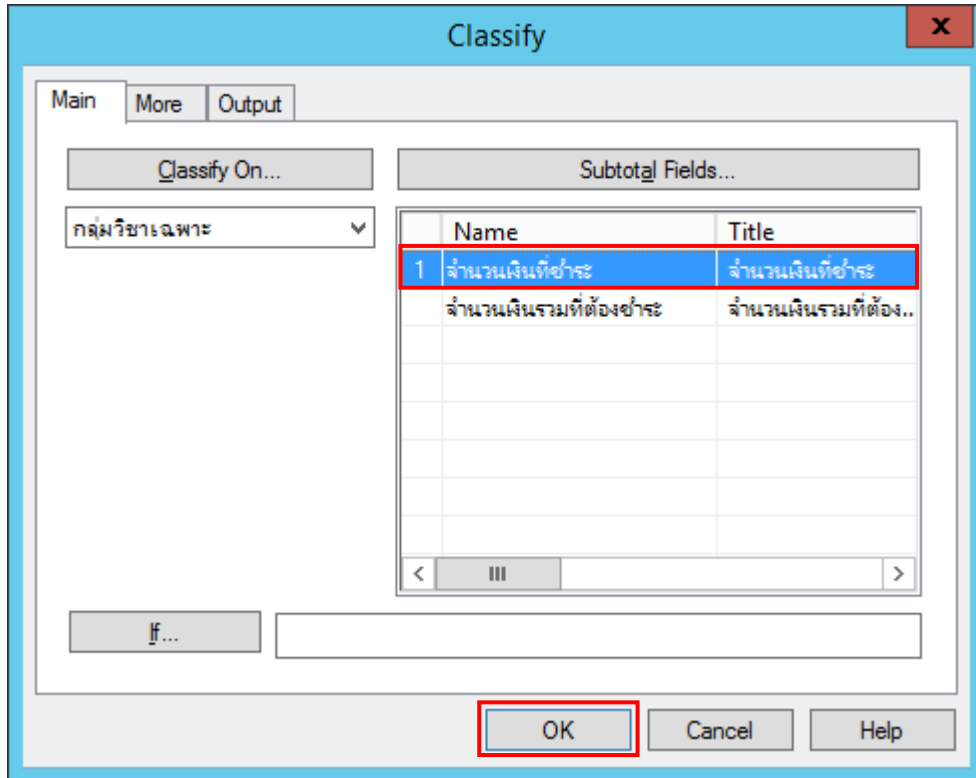 Classify
x
Main More Output
Classify On...
Subtotal Fields...
กลุ่มวิชาเฉพาะ
Name Title
1 จำนวนเงินที่ชำระ จำนวนเงินที่ชำระ
จำนวนเงินรวมที่ต้องชำระ จำนวนเงินรวมที่ต้อง..
If...
OK Cancel Help